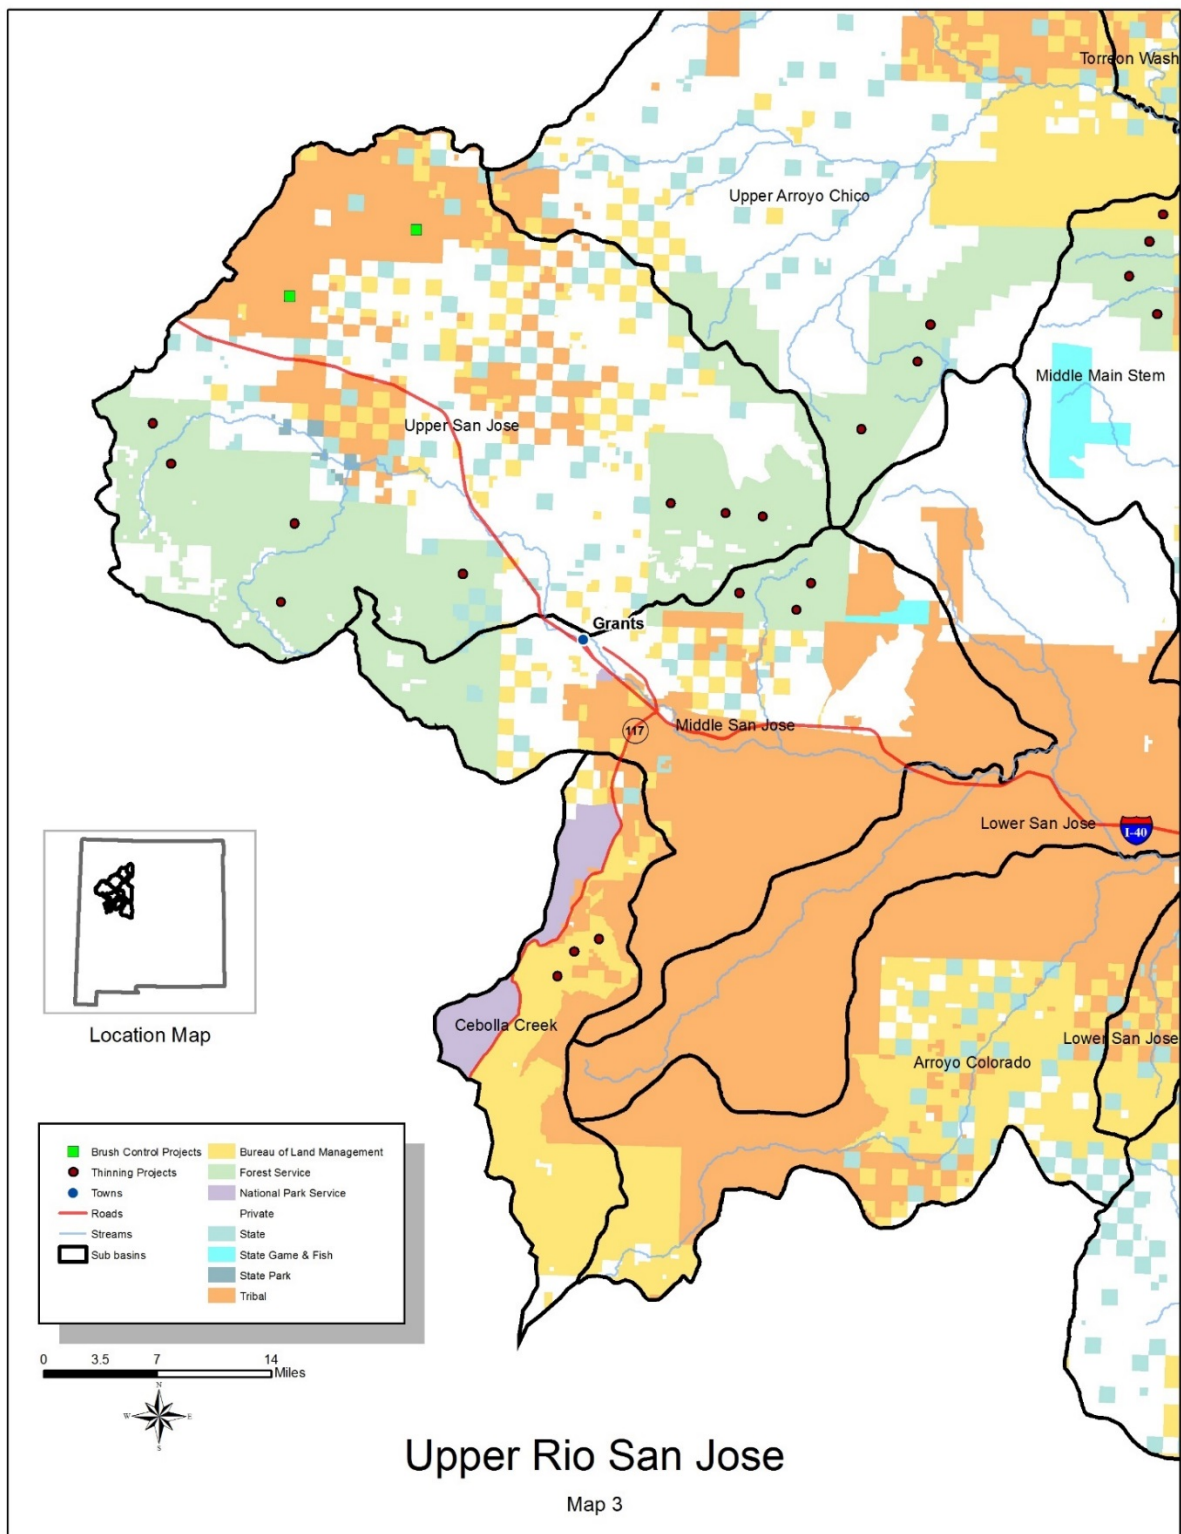 Torreon Wash
Upper Arroyo Chico
Middle Main Stem
Upper San Jose
Grants
Middle San Jose
117
Lower San Jose
I-40
Cebolla Creek
Lower San Jose
Arroyo Colorado
Location Map
Brush Control Projects
Thinning Projects
Towns
Roads
Streams
Sub basins
Bureau of Land Management
Forest Service
National Park Service
Private
State
State Game & Fish
State Park
Tribal
0 3.5 7 14
Miles
N
W E
S
Upper Rio San Jose
Map 3